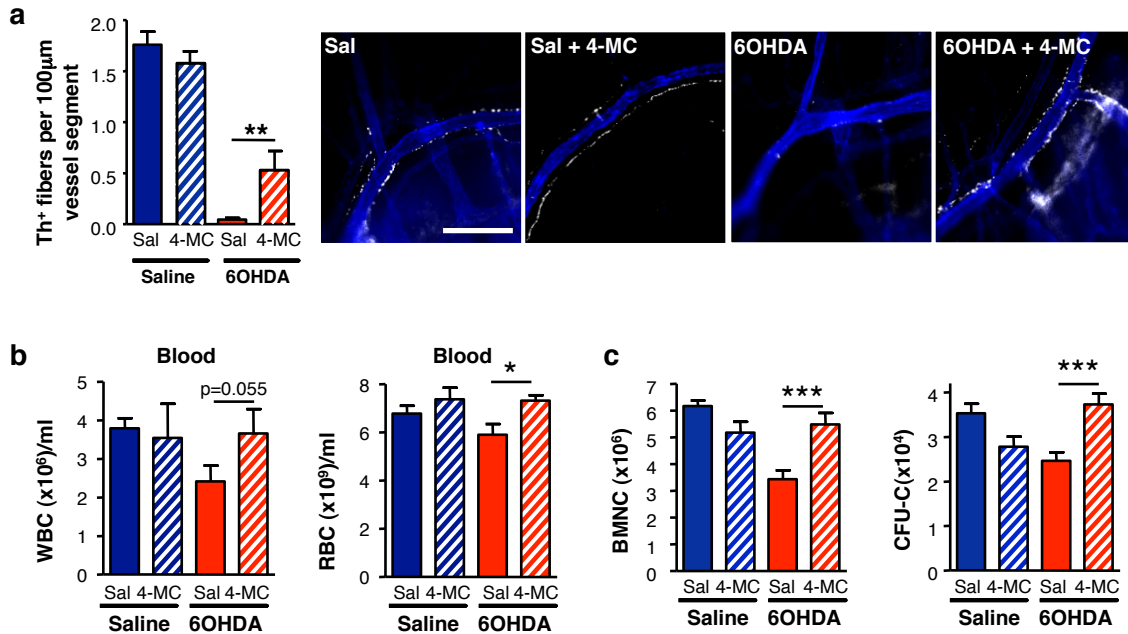 a
Th⁺ fibers per 100μm
vessel segment
2.0
1.5
1.0
0.5
0
**
Sal 4-MC Sal 4-MC
Saline 6OHDA
Sal
Sal + 4-MC
6OHDA
6OHDA + 4-MC
b
Blood
WBC (x10⁶)/ml
5
4
3
2
1
0
p=0.055
Sal 4-MC Sal 4-MC
Saline 6OHDA
Blood
RBC (x10⁹)/ml
8
6
4
2
0
*
Sal 4-MC Sal 4-MC
Saline 6OHDA
c
BMNC (x10⁶)
7
6
5
4
3
2
1
0
***
Sal 4-MC Sal 4-MC
Saline 6OHDA
CFU-C(x10⁴)
4
3
2
1
0
***
Sal 4-MC Sal 4-MC
Saline 6OHDA